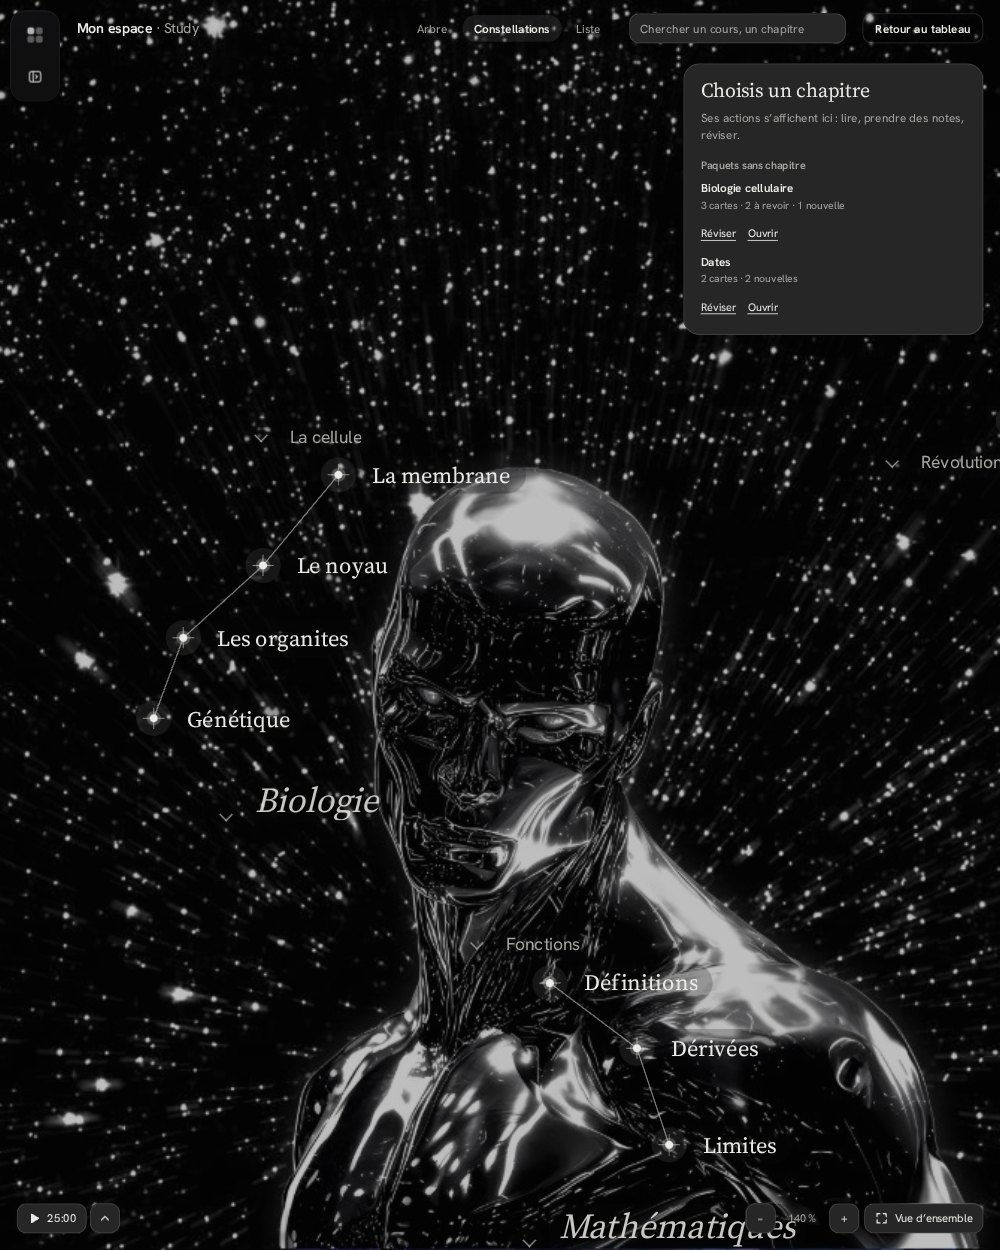 Mon espace · Study
Arbre
Constellations
Liste
Chercher un cours, un chapitre
Retour au tableau
Choisis un chapitre
Ses actions s’affichent ici : lire, prendre des notes,
réviser.
Paquets sans chapitre
Biologie cellulaire
3 cartes · 2 à revoir · 1 nouvelle
Réviser Ouvrir
Dates
2 cartes · 2 nouvelles
Réviser Ouvrir
La cellule
Révolution
La membrane
Le noyau
Les organites
Génétique
Biologie
Fonctions
Définitions
Dérivées
Limites
Mathématiques
25:00
- 140 % +
Vue d’ensemble